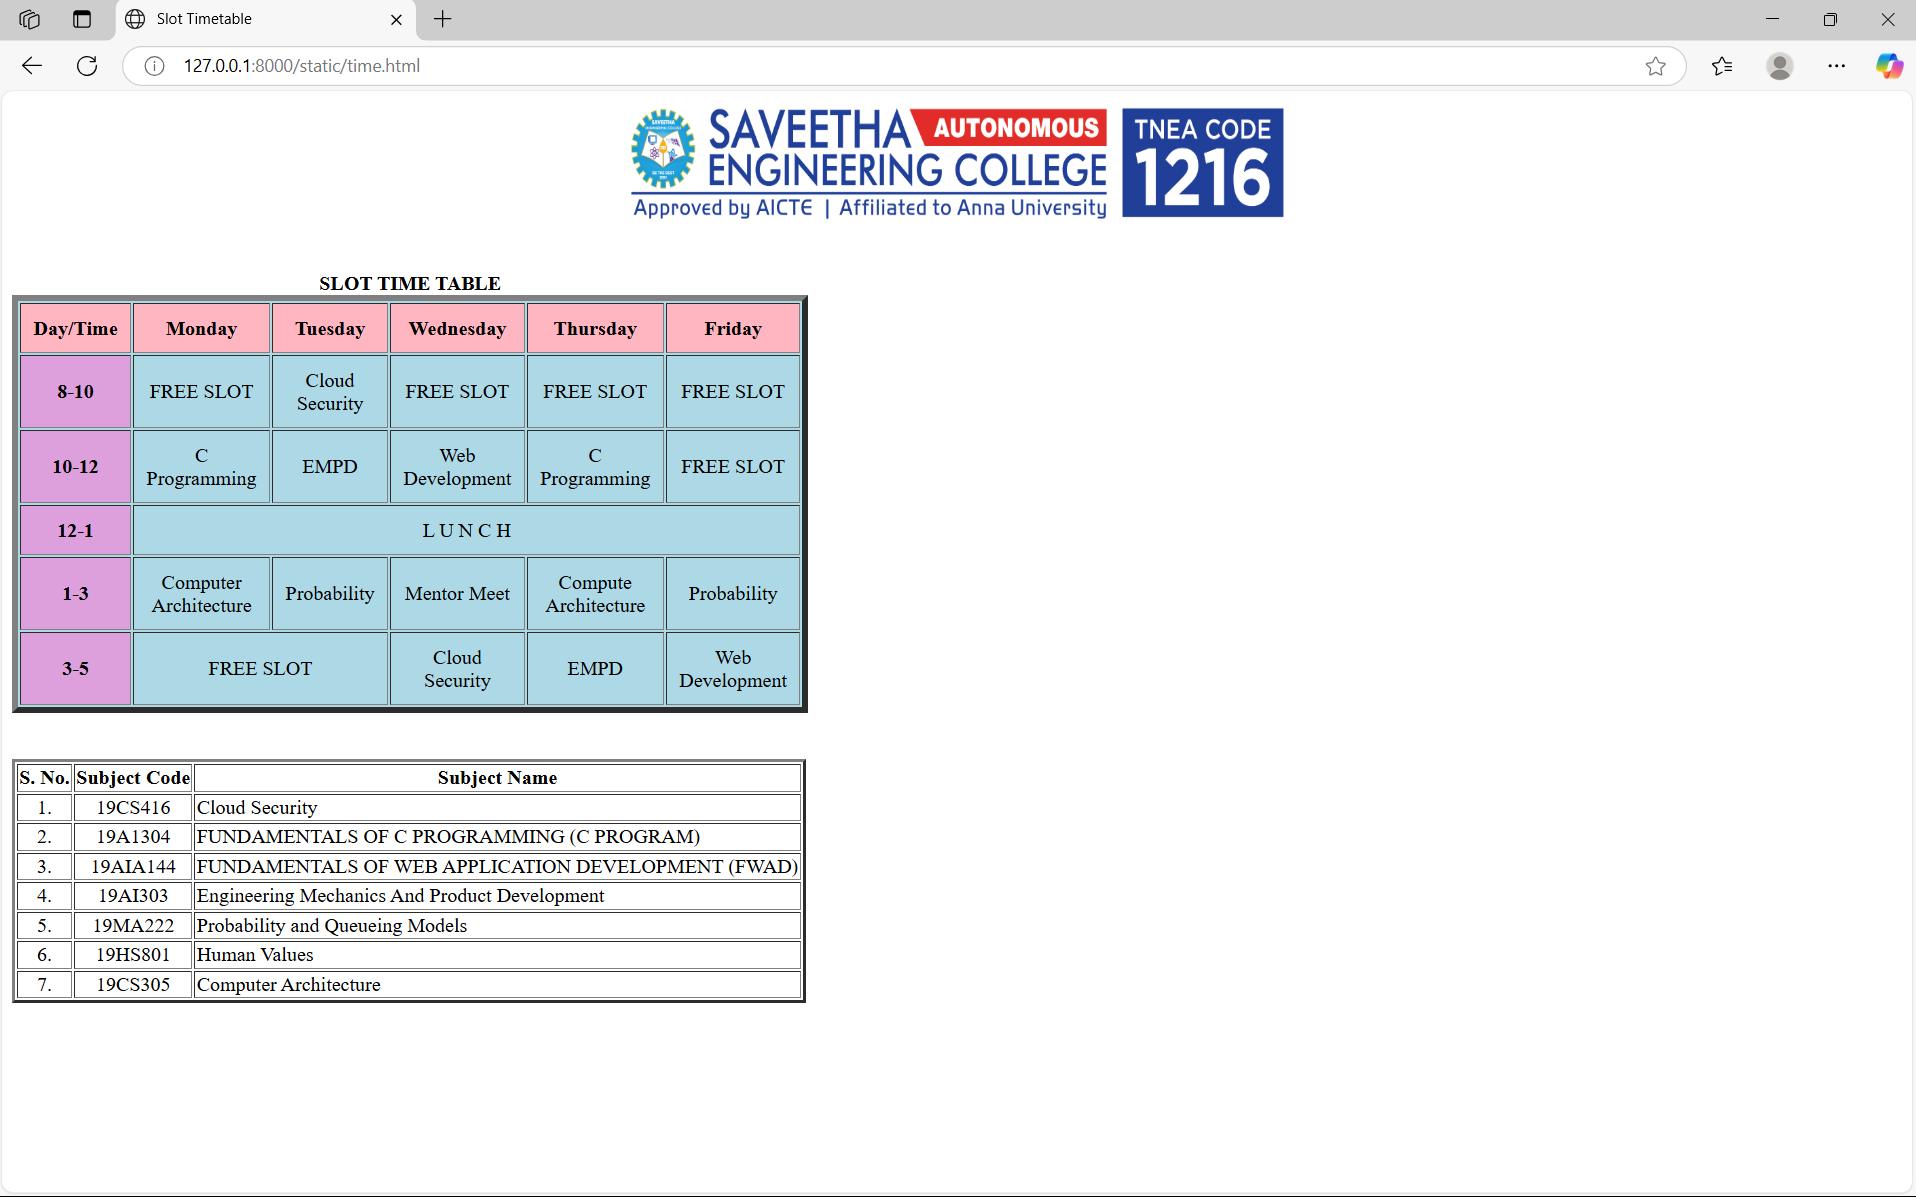 Slot Timetable
127.0.0.1:8000/static/time.html
SAVEETHA AUTONOMOUS
ENGINEERING COLLEGE
Approved by AICTE | Affiliated to Anna University
TNEA CODE
1216
SLOT TIME TABLE
Day/Time Monday Tuesday Wednesday Thursday Friday
8-10 FREE SLOT Cloud Security FREE SLOT FREE SLOT FREE SLOT
10-12 C Programming EMPD Web Development C Programming FREE SLOT
12-1 L U N C H
1-3 Computer Architecture Probability Mentor Meet Compute Architecture Probability
3-5 FREE SLOT Cloud Security EMPD Web Development
S. No. Subject Code Subject Name
1. 19CS416 Cloud Security
2. 19A1304 FUNDAMENTALS OF C PROGRAMMING (C PROGRAM)
3. 19AIA144 FUNDAMENTALS OF WEB APPLICATION DEVELOPMENT (FWAD)
4. 19AI303 Engineering Mechanics And Product Development
5. 19MA222 Probability and Queueing Models
6. 19HS801 Human Values
7. 19CS305 Computer Architecture